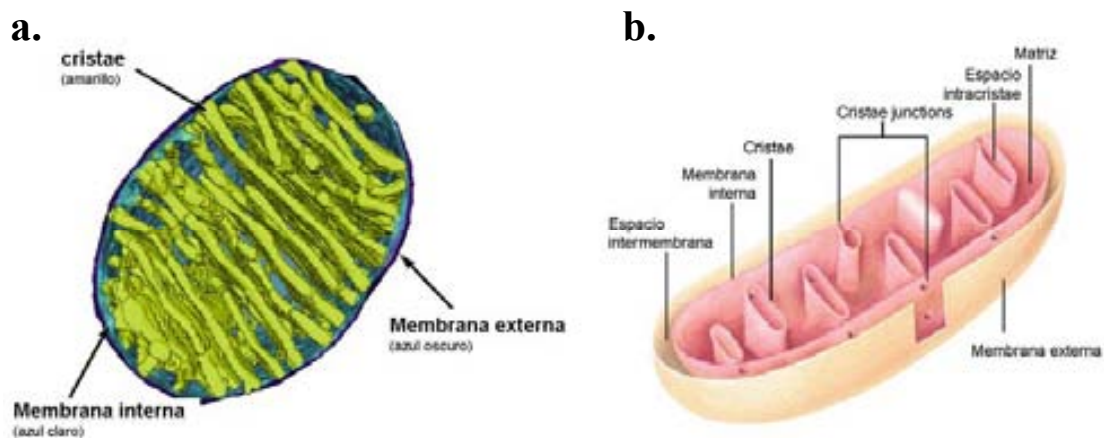 a.
cristae
(amarillo)
Membrana externa
(azul oscuro)
Membrana interna
(azul claro)
b.
Matriz
Espacio
intracristae
Cristae junctions
Cristae
Membrana
interna
Espacio
intermembrana
Membrana externa